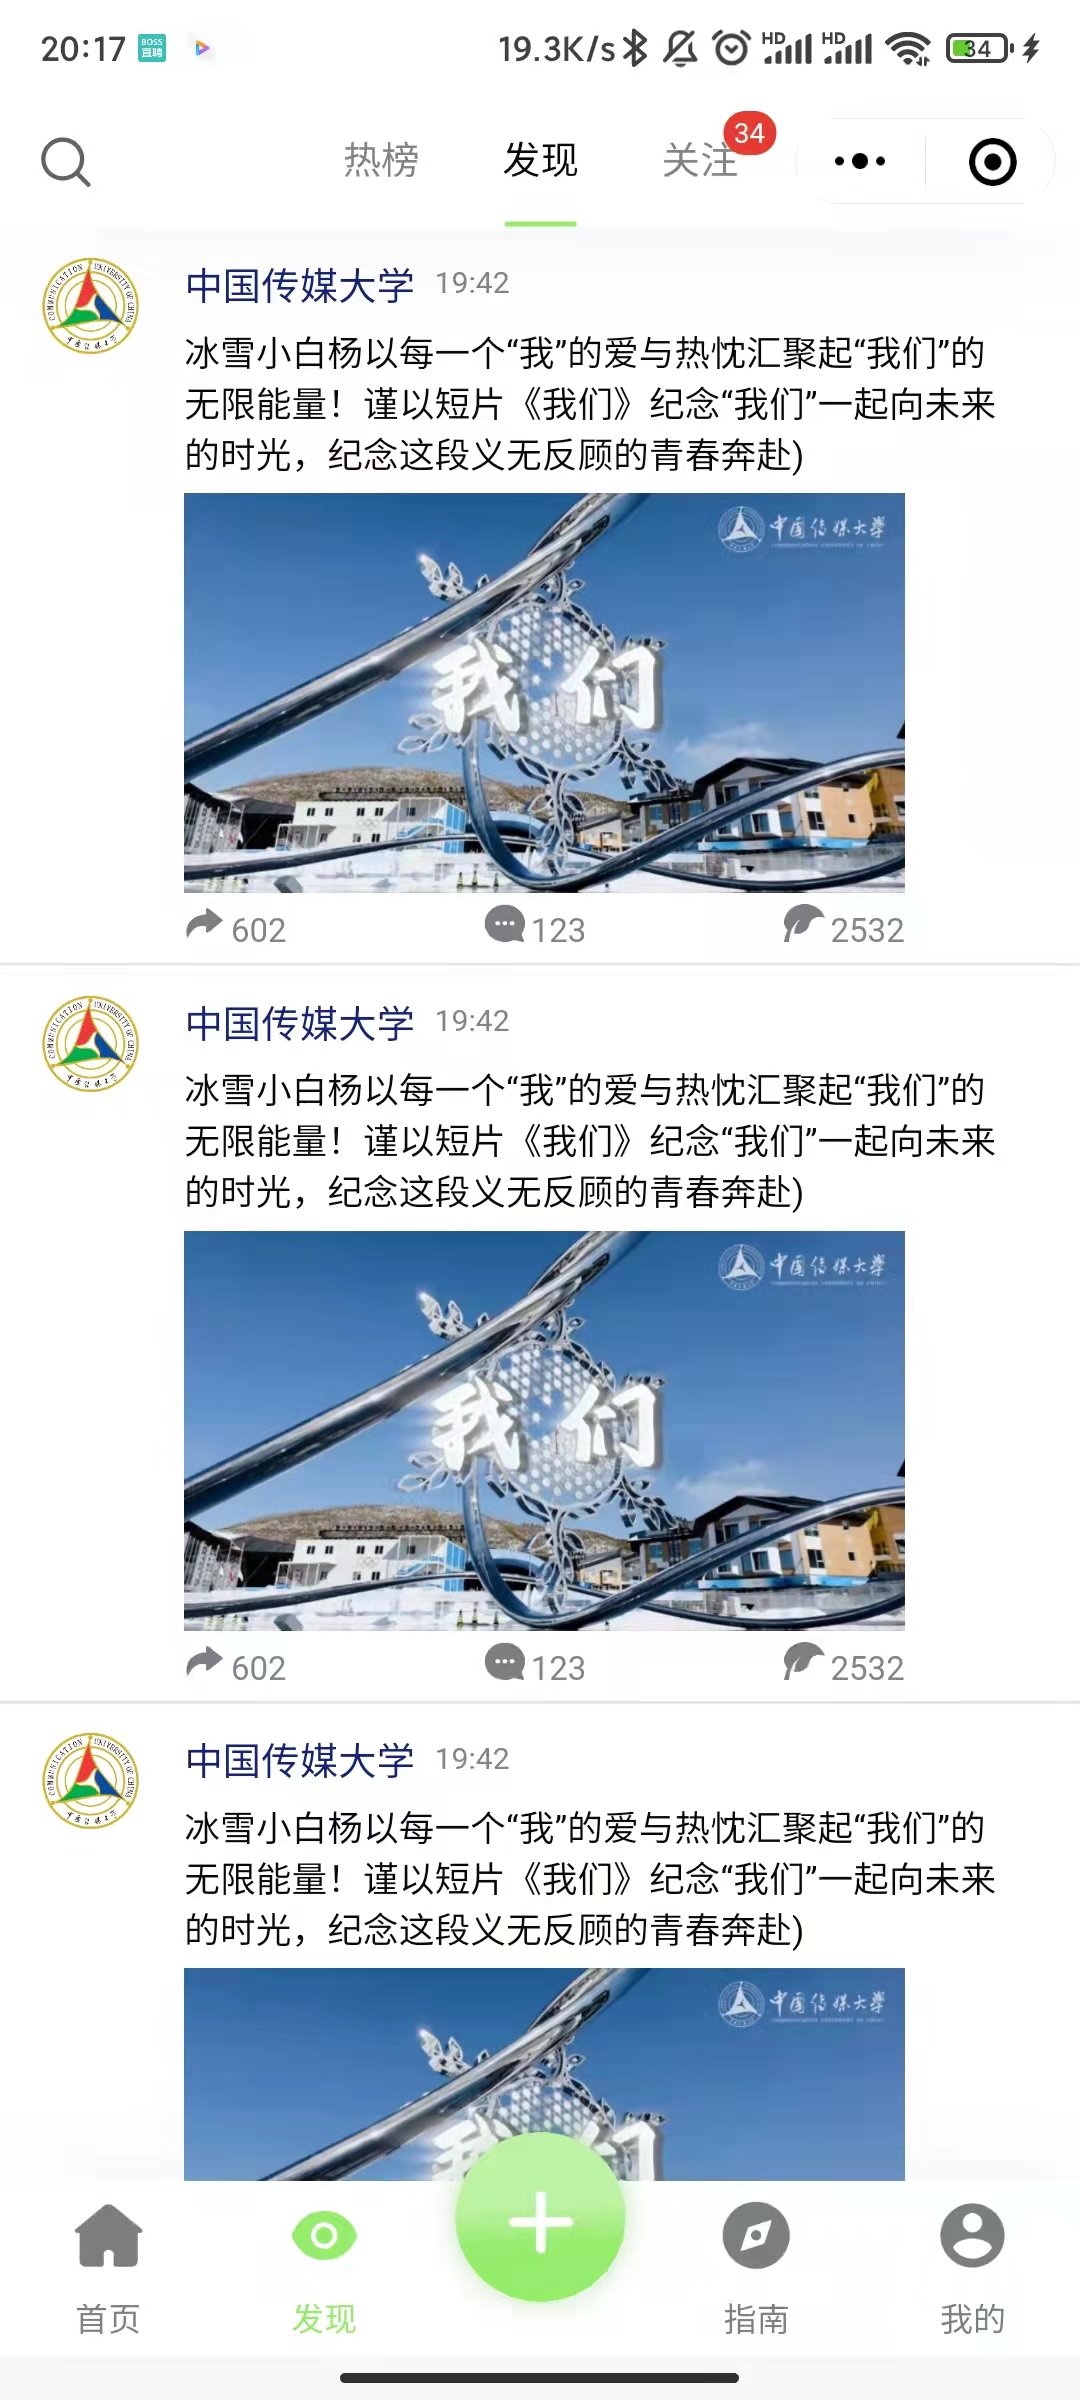 20:17 BOSS直聘 19.3K/s HD HD 34
热榜 发现 关注 34
中国传媒大学 19:42
冰雪小白杨以每一个“我”的爱与热忱汇聚起“我们”的
无限能量！谨以短片《我们》纪念“我们”一起向未来
的时光，纪念这段义无反顾的青春奔赴)
中国传媒大学
我们
602 123 2532
中国传媒大学 19:42
冰雪小白杨以每一个“我”的爱与热忱汇聚起“我们”的
无限能量！谨以短片《我们》纪念“我们”一起向未来
的时光，纪念这段义无反顾的青春奔赴)
中国传媒大学
我们
602 123 2532
中国传媒大学 19:42
冰雪小白杨以每一个“我”的爱与热忱汇聚起“我们”的
无限能量！谨以短片《我们》纪念“我们”一起向未来
的时光，纪念这段义无反顾的青春奔赴)
中国传媒大学
我们
首页 发现 指南 我的